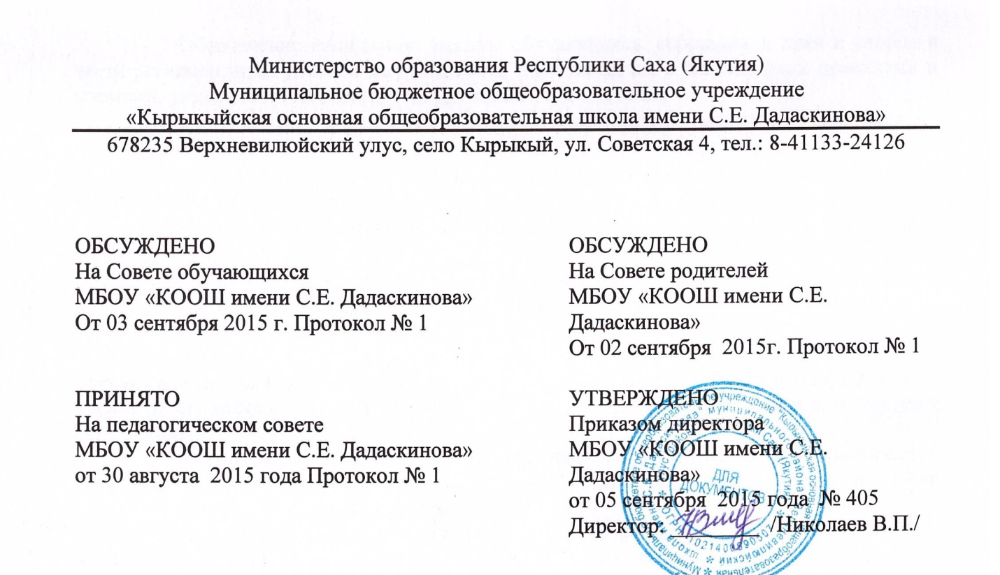 Министерство образования Республики Саха (Якутия)
Муниципальное бюджетное общеобразовательное учреждение
«Кырыкыйская основная общеобразовательная школа имени С.Е. Дадаскинова»
678235 Верхневилюйский улус, село Кырыкый, ул. Советская 4, тел.: 8-41133-24126
ОБСУЖДЕНО
На Совете обучающихся
МБОУ «КООШ имени С.Е. Дадаскинова»
От 03 сентября 2015 г. Протокол № 1
ОБСУЖДЕНО
На Совете родителей
МБОУ «КООШ имени С.Е.
Дадаскинова»
От 02 сентября 2015г. Протокол № 1
ПРИНЯТО
На педагогическом совете
МБОУ «КООШ имени С.Е. Дадаскинова»
от 30 августа 2015 года Протокол № 1
УТВЕРЖДЕНО
Приказом директора
МБОУ «КООШ имени С.Е.
Дадаскинова»
от 05 сентября 2015 года № 405
Директор: ________ /Николаев В.П./
ДЛЯ
ДОКУМЕНТОВ